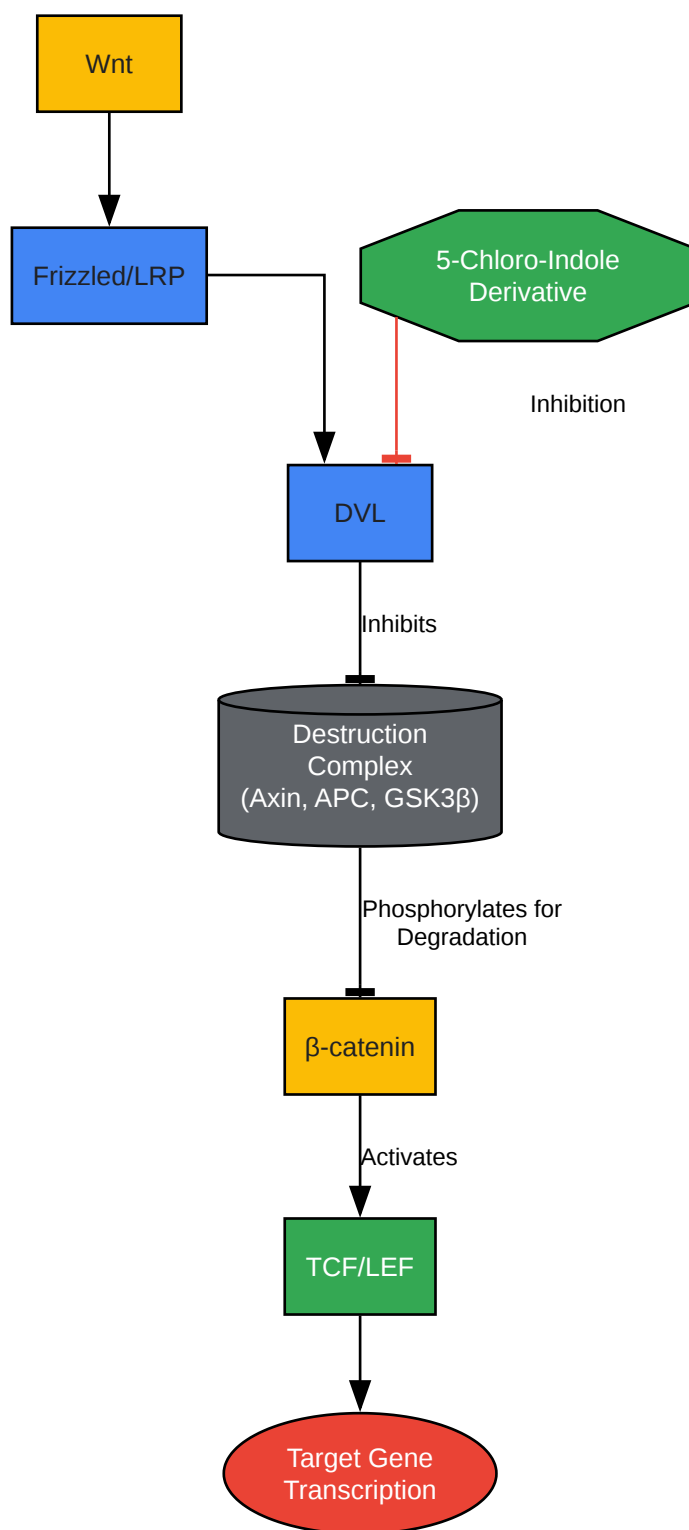 Wnt
Frizzled/LRP
5-Chloro-Indole
Derivative
Inhibition
DVL
Inhibits
Destruction
Complex
(Axin, APC, GSK3β)
Phosphorylates for
Degradation
β-catenin
Activates
TCF/LEF
Target Gene
Transcription